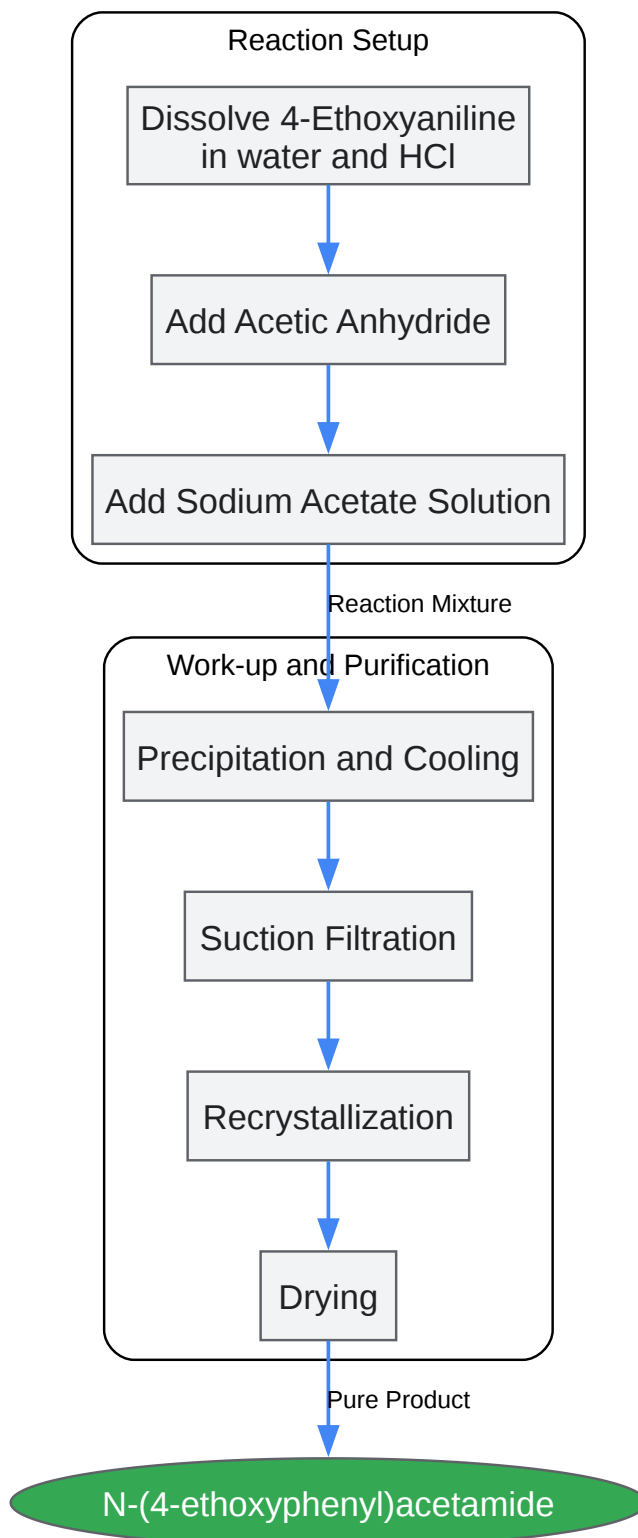 Reaction Setup
Dissolve 4-Ethoxyaniline
in water and HCl
Add Acetic Anhydride
Add Sodium Acetate Solution
Reaction Mixture
Work-up and Purification
Precipitation and Cooling
Suction Filtration
Recrystallization
Drying
Pure Product
N-(4-ethoxyphenyl)acetamide